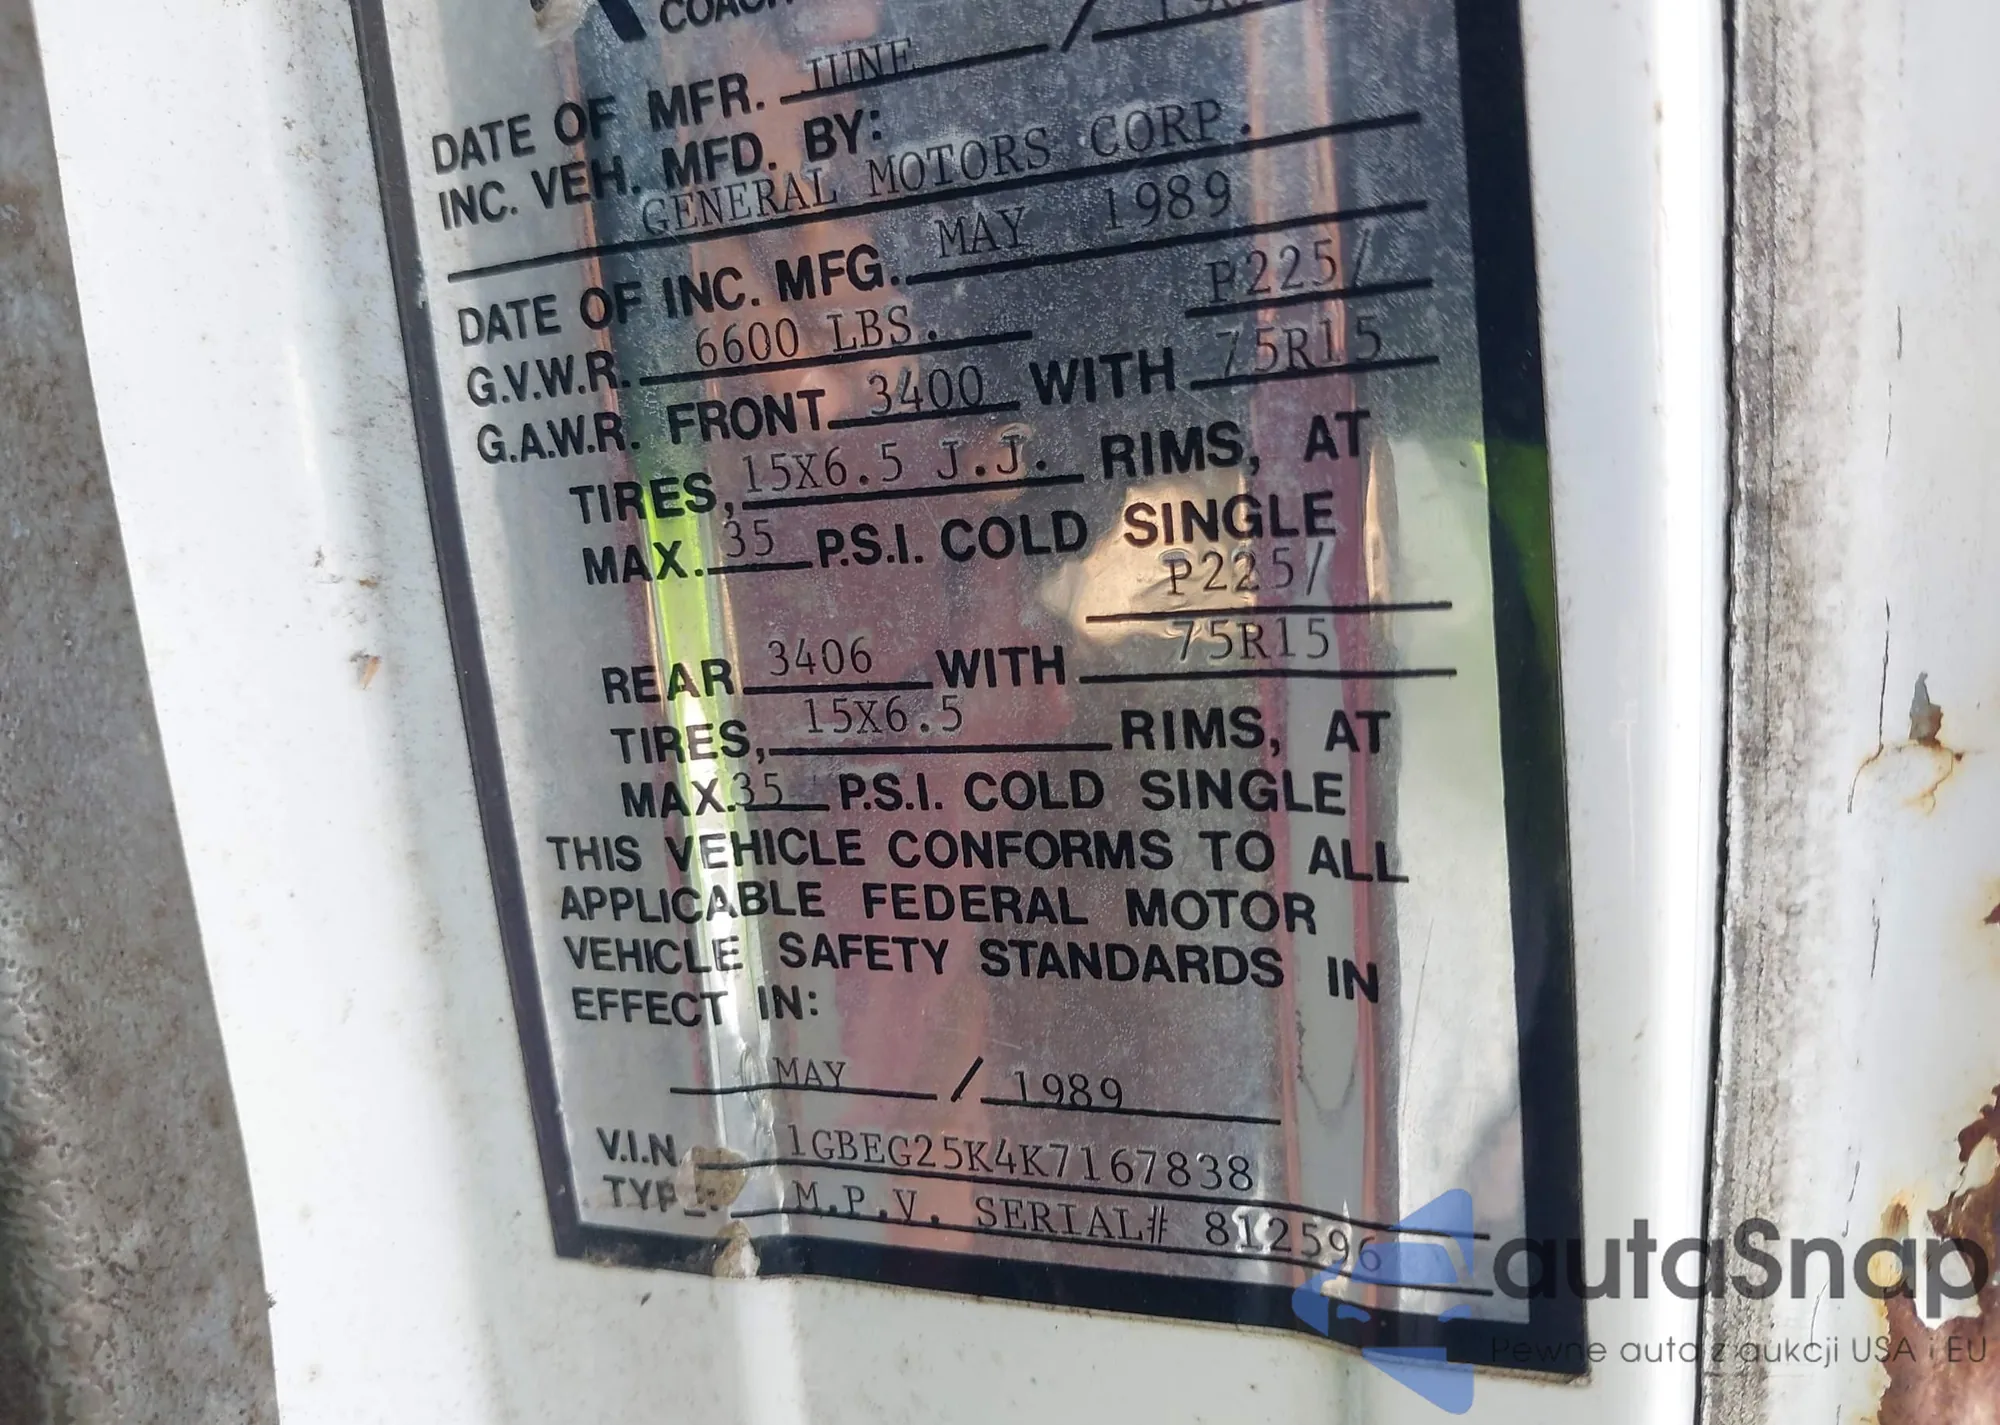 COACH
DATE OF MFR. JUNE /
INC. VEH. MFD. BY:
GENERAL MOTORS CORP.
DATE OF INC. MFG. MAY 1989
G.V.W.R. 6600 LBS. P225/
G.A.W.R. FRONT 3400 WITH 75R15
TIRES, 15X6.5 J.J. RIMS, AT
MAX. 35 P.S.I. COLD SINGLE
P225/
REAR 3406 WITH 75R15
TIRES, 15X6.5 RIMS, AT
MAX. 35 P.S.I. COLD SINGLE
THIS VEHICLE CONFORMS TO ALL
APPLICABLE FEDERAL MOTOR
VEHICLE SAFETY STANDARDS IN
EFFECT IN:
MAY / 1989
V.I.N. 1GBEG25K4K7167838
TYPE: M.P.V. SERIAL# 812596
autaSnap
Pewne auta z aukcji USA i EU